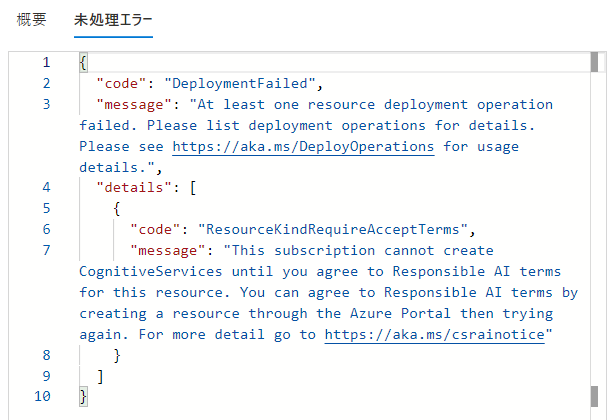 概要 未処理エラー
1 {
2 "code": "DeploymentFailed",
3 "message": "At least one resource deployment operation
failed. Please list deployment operations for details.
Please see https://aka.ms/DeployOperations for usage
details.",
4 "details": [
5 {
6 "code": "ResourceKindRequireAcceptTerms",
7 "message": "This subscription cannot create
CognitiveServices until you agree to Responsible AI terms
for this resource. You can agree to Responsible AI terms by
creating a resource through the Azure Portal then trying
again. For more detail go to https://aka.ms/csrainotice"
8 }
9 ]
10 }